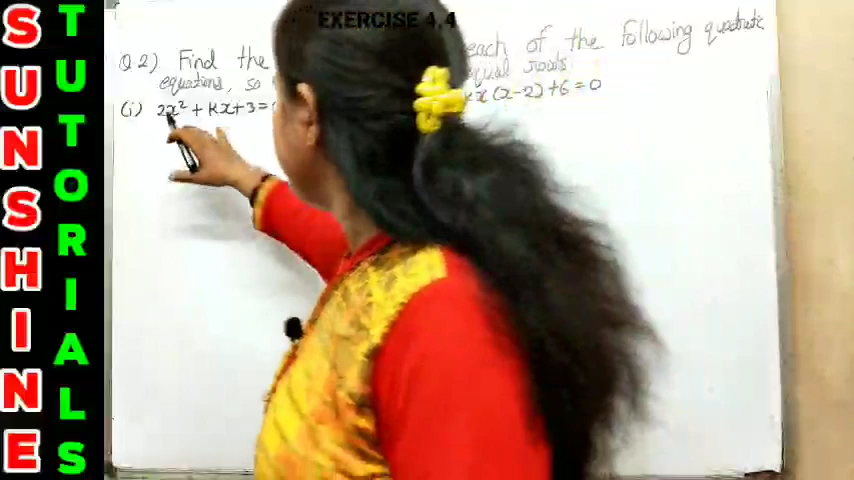 SUNSHINE
TUTORIALS
EXERCISE 4.4
Q2) Find the each of the following quadratic
equations, so equal roots.
(i) 2x² + kx + 3 = x (x-2) + 6 = 0